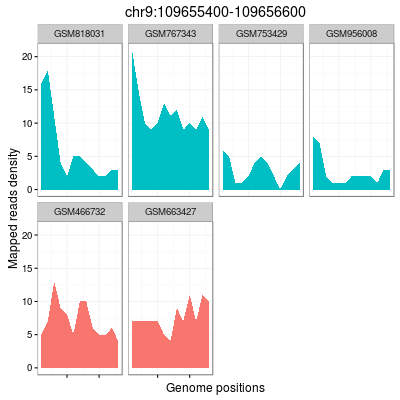 chr9:109655400-109656600
GSM818031 GSM767343 GSM753429 GSM956008
20
15
10
5
0
Mapped reads density
GSM466732 GSM663427
20
15
10
5
0
Genome positions